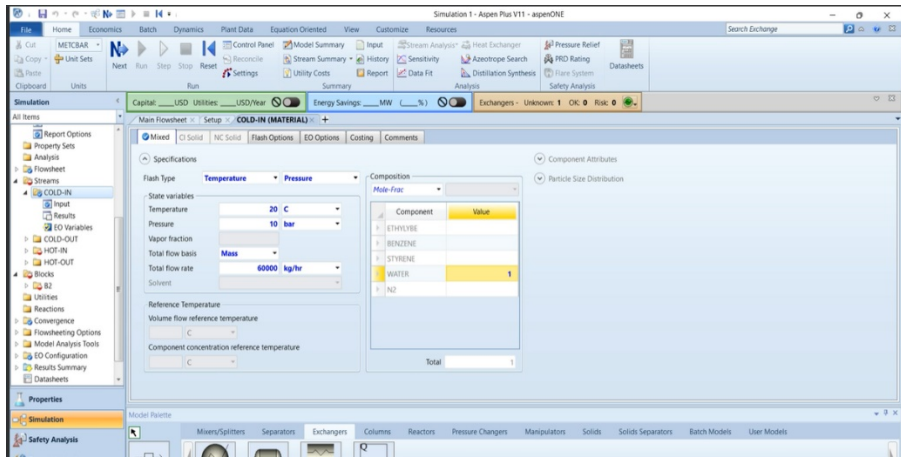 Simulation 1 - Aspen Plus V11 - aspenONE
File Home Economics Batch Dynamics Plant Data Equation Oriented View Customize Resources Search Exchange
Cut METCBAR Control Panel Model Summary Input Stream Analysis Heat Exchanger Pressure Relief
Copy Unit Sets Next Run Step Stop Reset Reconcile Stream Summary History Sensitivity Azeotrope Search PRD Rating Datasheets
Paste Settings Utility Costs Report Data Fit Distillation Synthesis Flare System
Clipboard Units Run Summary Analysis Safety Analysis
Simulation Capital: ____USD Utilities: ____USD/Year Energy Savings: ____MW (____%) Exchangers - Unknown: 1 OK: 0 Risk: 0
All Items Main Flowsheet Setup COLD-IN (MATERIAL) +
Report Options
Property Sets
Analysis
Flowsheet
Streams
COLD-IN
Input
Results
EO Variables
COLD-OUT
HOT-IN
HOT-OUT
Blocks
B2
Utilities
Reactions
Convergence
Flowsheeting Options
Model Analysis Tools
EO Configuration
Results Summary
Datasheets
Properties
Simulation
Safety Analysis
Mixed CI Solid NC Solid Flash Options EO Options Costing Comments
Specifications
Flash Type Temperature Pressure
State variables
Temperature 20 C
Pressure 10 bar
Vapor fraction
Total flow basis Mass
Total flow rate 60000 kg/hr
Solvent
Reference Temperature
Volume flow reference temperature
C
Component concentration reference temperature
C
Composition
Mole-Frac
Component Value
ETHYLYBE
BENZENE
STYRENE
WATER 1
N2
Total 1
Component Attributes
Particle Size Distribution
Model Palette
Mixers/Splitters Separators Exchangers Columns Reactors Pressure Changers Manipulators Solids Solids Separators Batch Models User Models